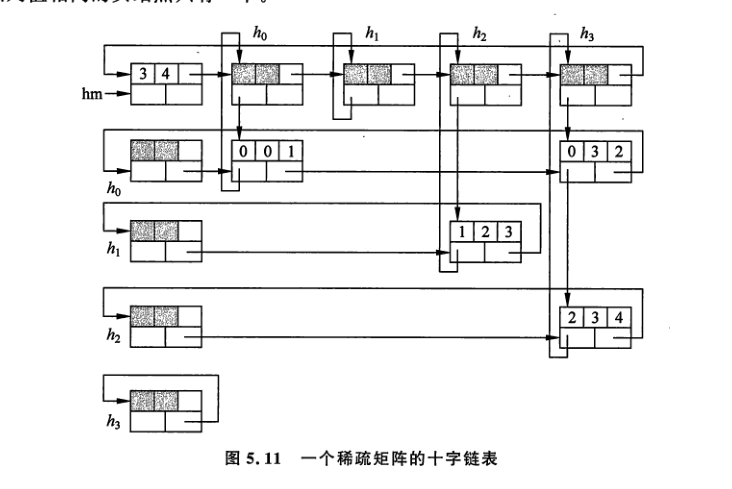 h₀ h₁ h₂ h₃
3 4
hm
0 0 1 0 3 2
h₀
1 2 3
h₁
2 3 4
h₂
h₃
图 5.11 一个稀疏矩阵的十字链表